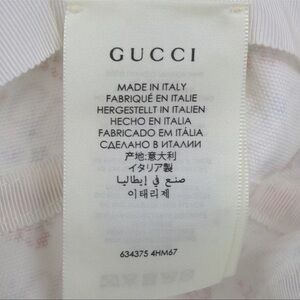 GUCCI
MADE IN ITALY
FABRIQUÉ EN ITALIE
HERGESTELLT IN ITALIEN
HECHO EN ITALIA
FABRICADO EM ITÁLIA
СДЕЛАНО В ИТАЛИИ
产地:意大利
イタリア製
صنع في إيطاليا
이태리제
634375 4HM67